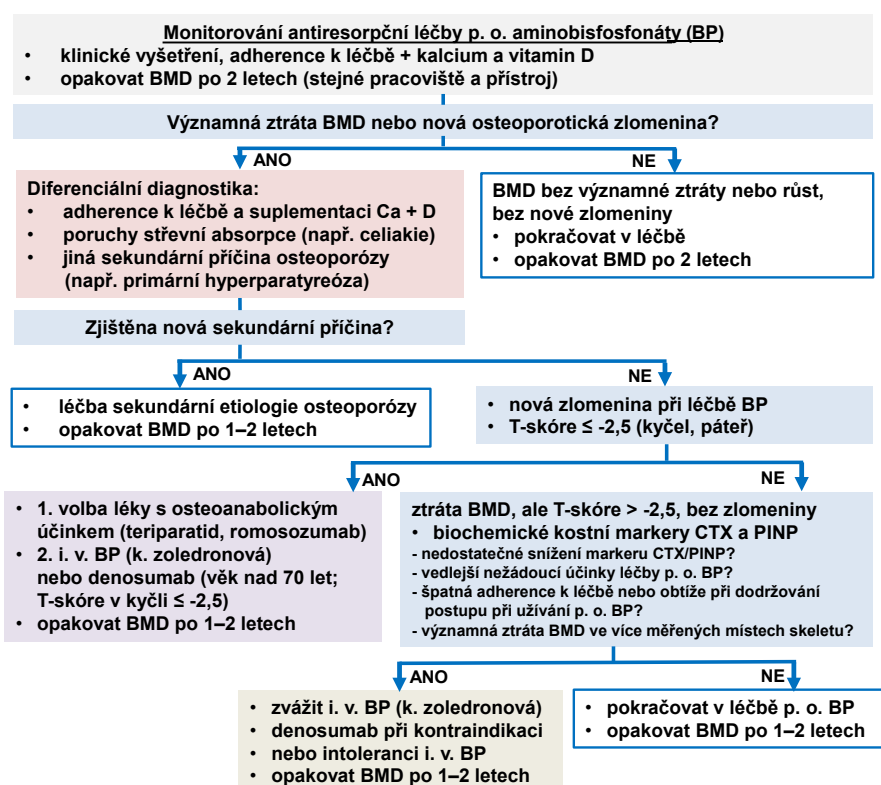 Monitorování antiresorpční léčby p. o. aminobisfosfonáty (BP)
• klinické vyšetření, adherence k léčbě + kalcium a vitamin D
• opakovat BMD po 2 letech (stejné pracoviště a přístroj)
Významná ztráta BMD nebo nová osteoporotická zlomenina?
ANO
NE
Diferenciální diagnostika:
• adherence k léčbě a suplementaci Ca + D
• poruchy střevní absorpce (např. celiakie)
• jiná sekundární příčina osteoporózy
(např. primární hyperparatyreóza)
BMD bez významné ztráty nebo růst,
bez nové zlomeniny
• pokračovat v léčbě
• opakovat BMD po 2 letech
Zjištěna nová sekundární příčina?
ANO
NE
• léčba sekundární etiologie osteoporózy
• opakovat BMD po 1–2 letech
• nová zlomenina při léčbě BP
• T-skóre ≤ -2,5 (kyčel, páteř)
ANO
NE
• 1. volba léky s osteoanabolickým
účinkem (teriparatid, romosozumab)
• 2. i. v. BP (k. zoledronová)
nebo denosumab (věk nad 70 let;
T-skóre v kyčli ≤ -2,5)
• opakovat BMD po 1–2 letech
ztráta BMD, ale T-skóre > -2,5, bez zlomeniny
• biochemické kostní markery CTX a PINP
- nedostatečné snížení markeru CTX/PINP?
- vedlejší nežádoucí účinky léčby p. o. BP?
- špatná adherence k léčbě nebo obtíže při dodržování
postupu při užívání p. o. BP?
- významná ztráta BMD ve více měřených místech skeletu?
ANO
NE
• zvážit i. v. BP (k. zoledronová)
• denosumab při kontraindikaci
• nebo intoleranci i. v. BP
• opakovat BMD po 1–2 letech
• pokračovat v léčbě p. o. BP
• opakovat BMD po 1–2 letech